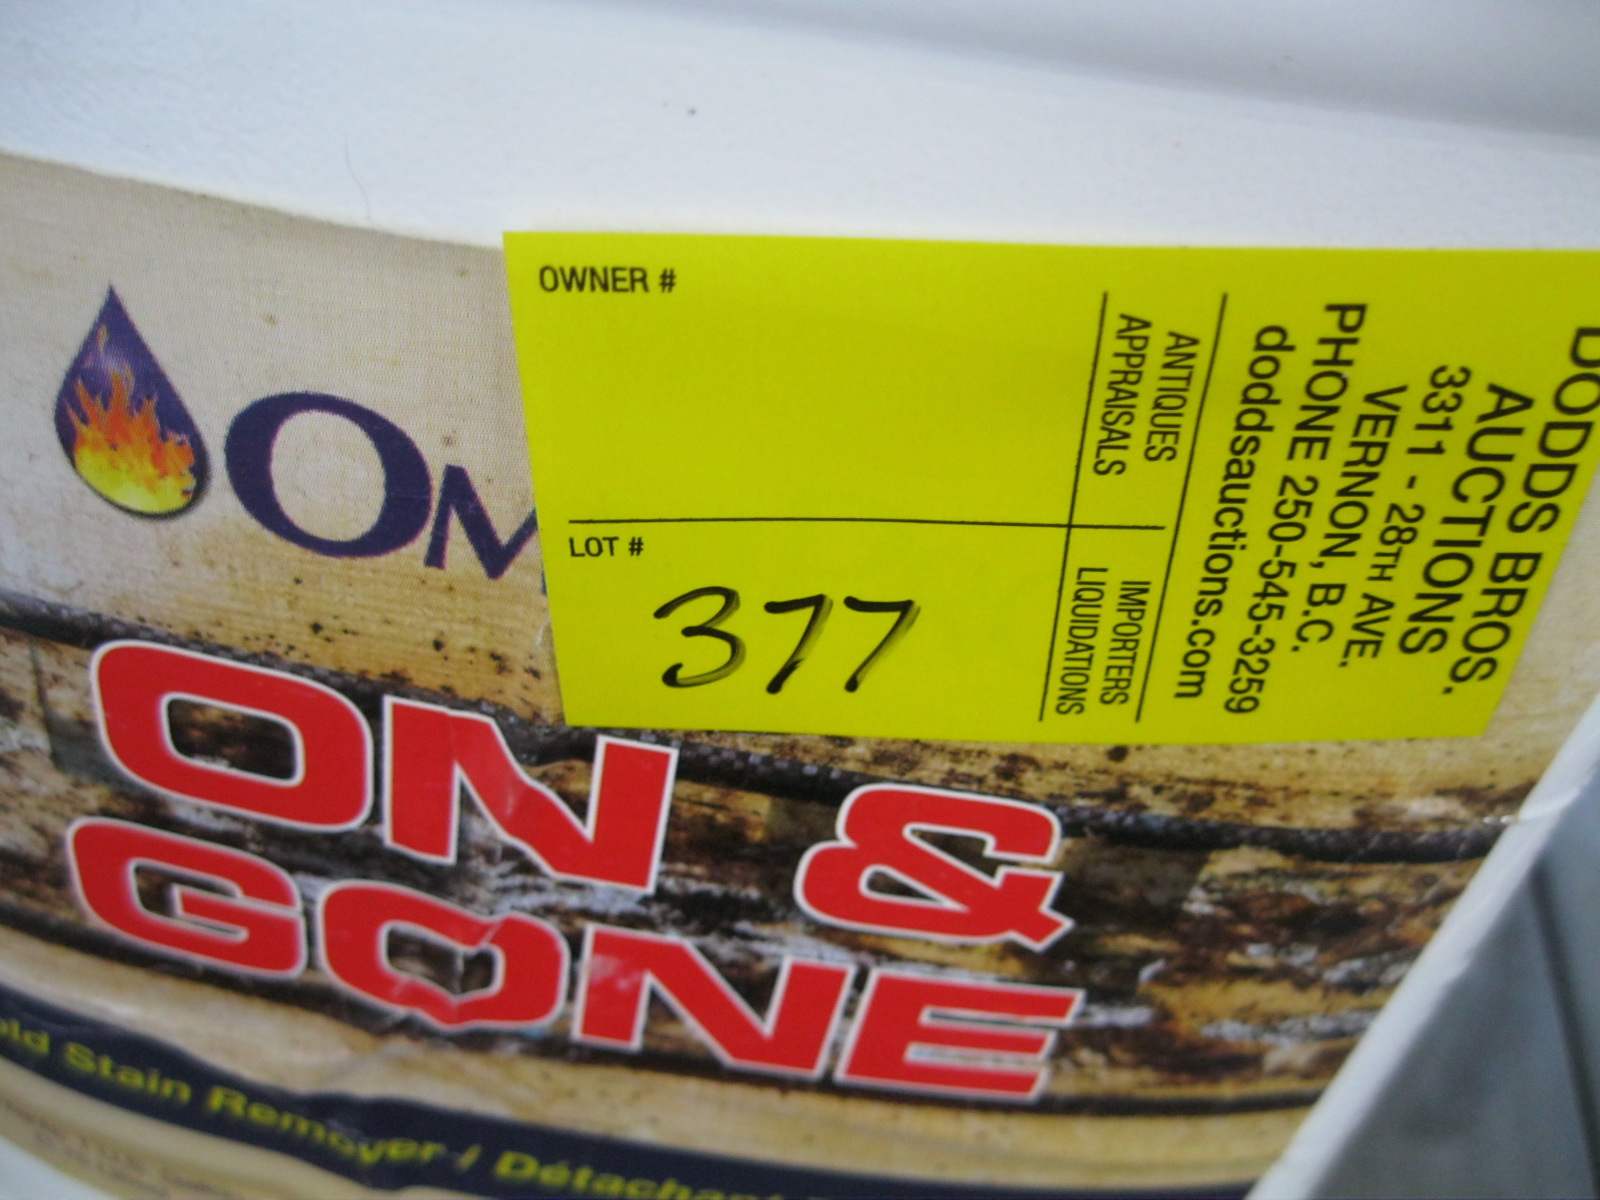 OWNER #
LOT #
377
ANTIQUES
APPRAISALS
IMPORTERS
LIQUIDATIONS
DODDS BROS.
AUCTIONS
3311 - 28TH AVE.
VERNON, B.C.
PHONE 250-545-3259
doddsauctions.com
ON &
GONE
Stain Remover /